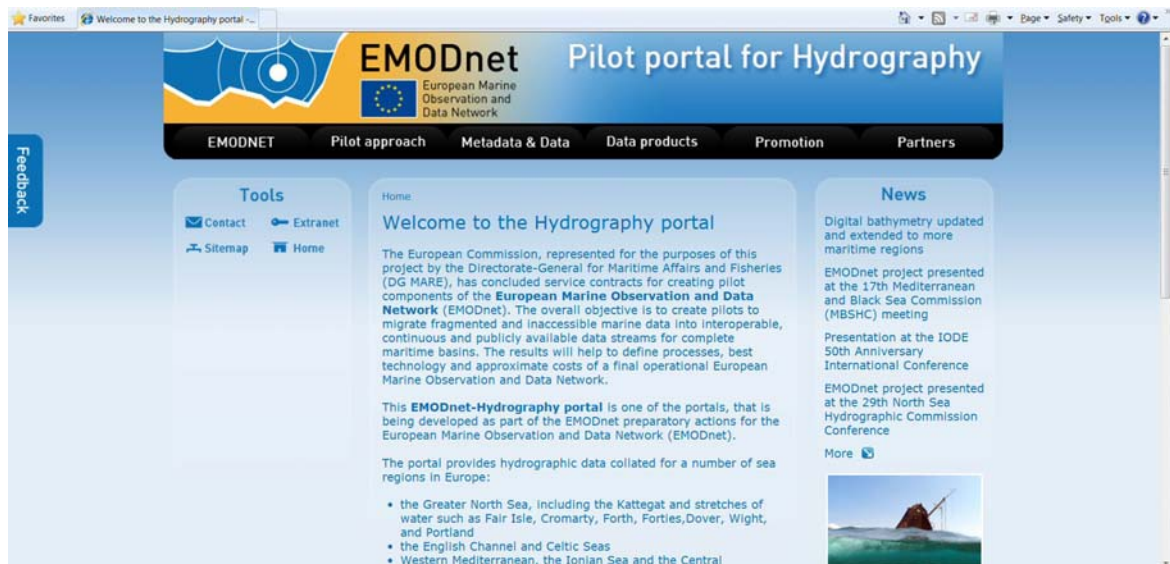 Favorites
Welcome to the Hydrography portal -...
Page
Safety
Tools
EMODnet
European Marine
Observation and
Data Network
Pilot portal for Hydrography
EMODNET
Pilot approach
Metadata & Data
Data products
Promotion
Partners
Feedback
Tools
Contact
Extranet
Sitemap
Home
Home
Welcome to the Hydrography portal
The European Commission, represented for the purposes of this
project by the Directorate-General for Maritime Affairs and Fisheries
(DG MARE), has concluded service contracts for creating pilot
components of the European Marine Observation and Data
Network (EMODnet). The overall objective is to create pilots to
migrate fragmented and inaccessible marine data into interoperable,
continuous and publicly available data streams for complete
maritime basins. The results will help to define processes, best
technology and approximate costs of a final operational European
Marine Observation and Data Network.
This EMODnet-Hydrography portal is one of the portals, that is
being developed as part of the EMODnet preparatory actions for the
European Marine Observation and Data Network (EMODnet).
The portal provides hydrographic data collated for a number of sea
regions in Europe:
• the Greater North Sea, including the Kattegat and stretches of
water such as Fair Isle, Cromarty, Forth, Forties,Dover, Wight,
and Portland
• the English Channel and Celtic Seas
• Western Mediterranean, the Ionian Sea and the Central
News
Digital bathymetry updated
and extended to more
maritime regions
EMODnet project presented
at the 17th Mediterranean
and Black Sea Commission
(MBSHC) meeting
Presentation at the IODE
50th Anniversary
International Conference
EMODnet project presented
at the 29th North Sea
Hydrographic Commission
Conference
More